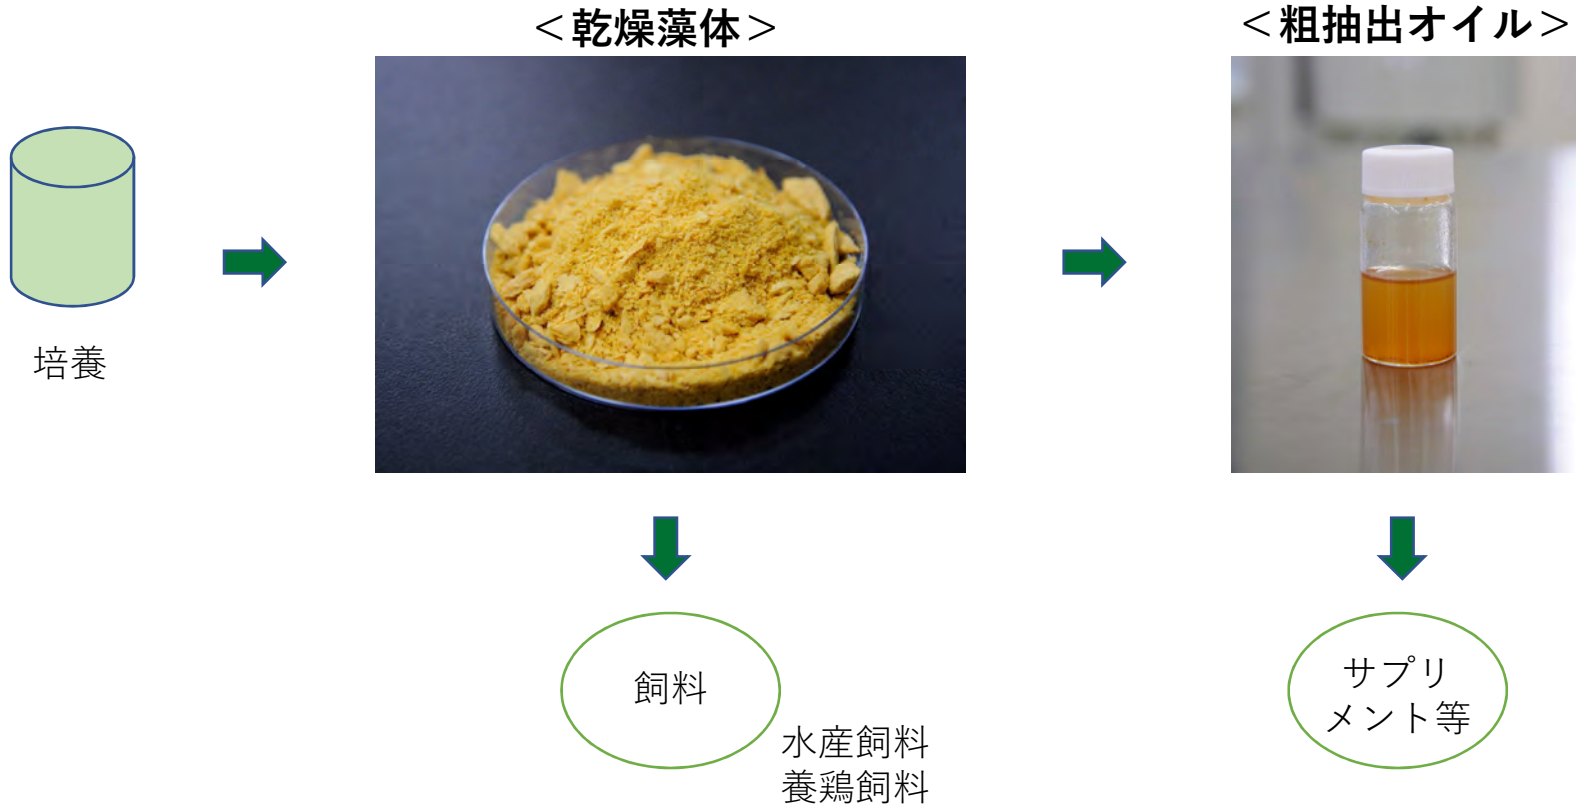 ＜乾燥藻体＞
＜粗抽出オイル＞
培養
飼料
水産飼料
養鶏飼料
サプリ
メント等